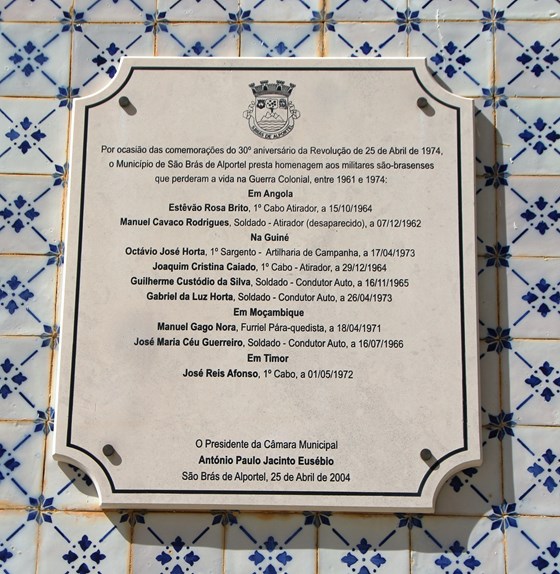 SÃO BRÁS DE ALPORTEL
Por ocasião das comemorações do 30º aniversário da Revolução de 25 de Abril de 1974,
o Município de São Brás de Alportel presta homenagem aos militares são-brasenses
que perderam a vida na Guerra Colonial, entre 1961 e 1974:
Em Angola
Estêvão Rosa Brito, 1º Cabo Atirador, a 15/10/1964
Manuel Cavaco Rodrigues, Soldado - Atirador (desaparecido), a 07/12/1962
Na Guiné
Octávio José Horta, 1º Sargento - Artilharia de Campanha, a 17/04/1973
Joaquim Cristina Caiado, 1º Cabo - Atirador, a 29/12/1964
Guilherme Custódio da Silva, Soldado - Condutor Auto, a 16/11/1965
Gabriel da Luz Horta, Soldado - Condutor Auto, a 26/04/1973
Em Moçambique
Manuel Gago Nora, Furriel Pára-quedista, a 18/04/1971
José Maria Céu Guerreiro, Soldado - Condutor Auto, a 16/07/1966
Em Timor
José Reis Afonso, 1º Cabo, a 01/05/1972
O Presidente da Câmara Municipal
António Paulo Jacinto Eusébio
São Brás de Alportel, 25 de Abril de 2004